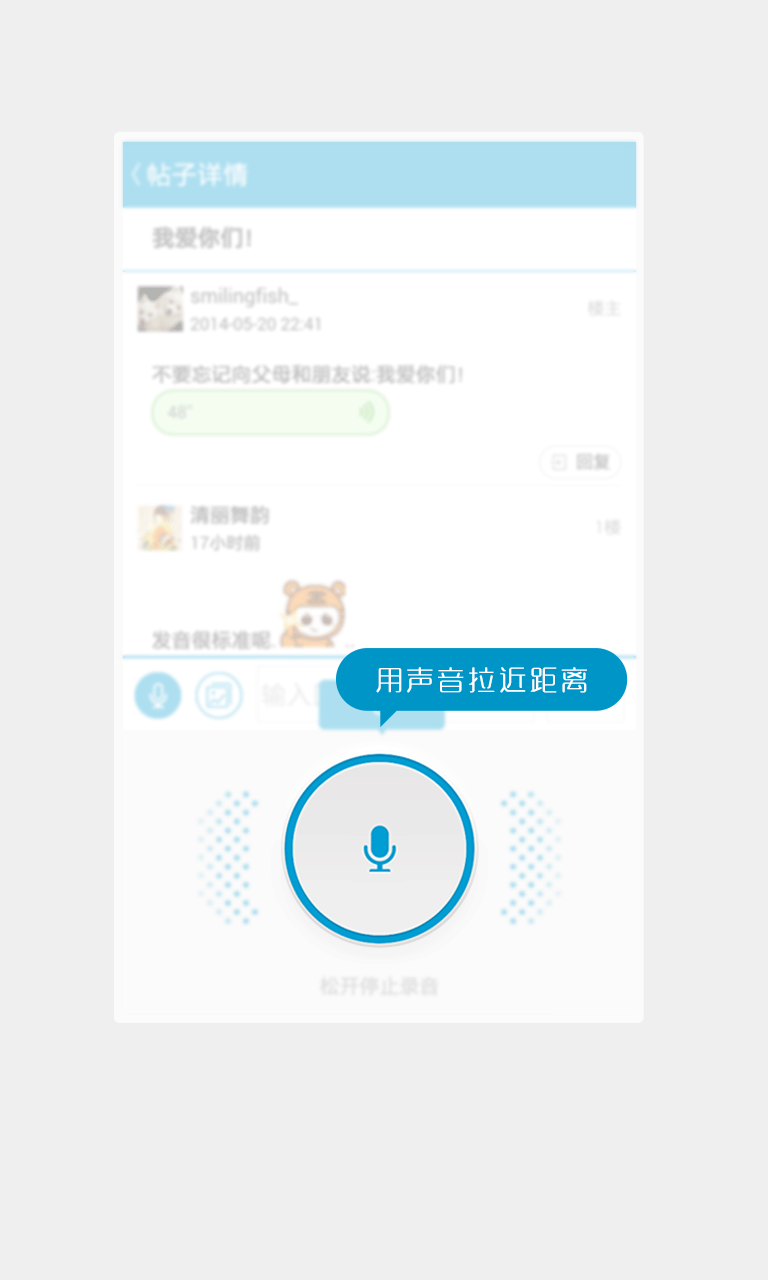 帖子详情
我爱你们！
smilingfish_
楼主
2014-05-20 22:41
不要忘记向父母和朋友说:我爱你们！
48"
回复
清丽舞韵
1楼
17小时前
发音很标准呢.
用声音拉近距离
输入
松开停止录音